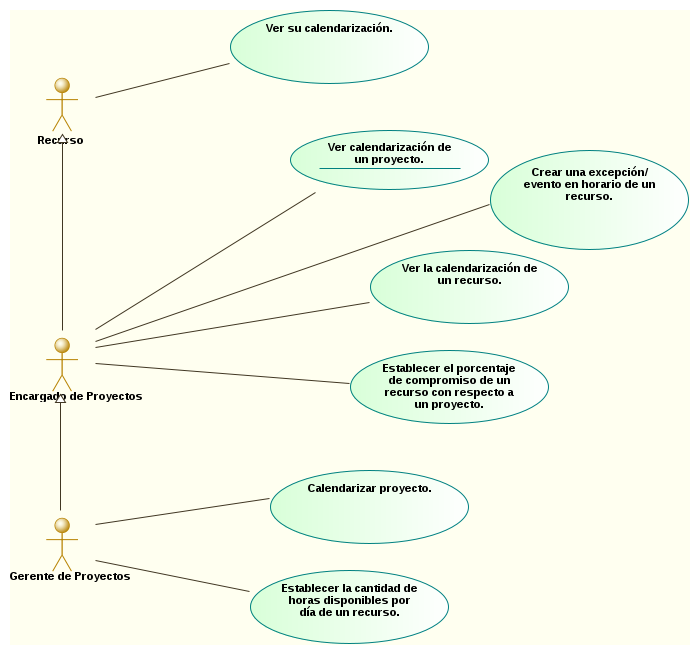 Ver su calendarización.
Recurso
Ver calendarización de
un proyecto.
Crear una excepción/
evento en horario de un
recurso.
Ver la calendarización de
un recurso.
Establecer el porcentaje
de compromiso de un
recurso con respecto a
un proyecto.
Encargado de Proyectos
Calendarizar proyecto.
Gerente de Proyectos
Establecer la cantidad de
horas disponibles por
día de un recurso.